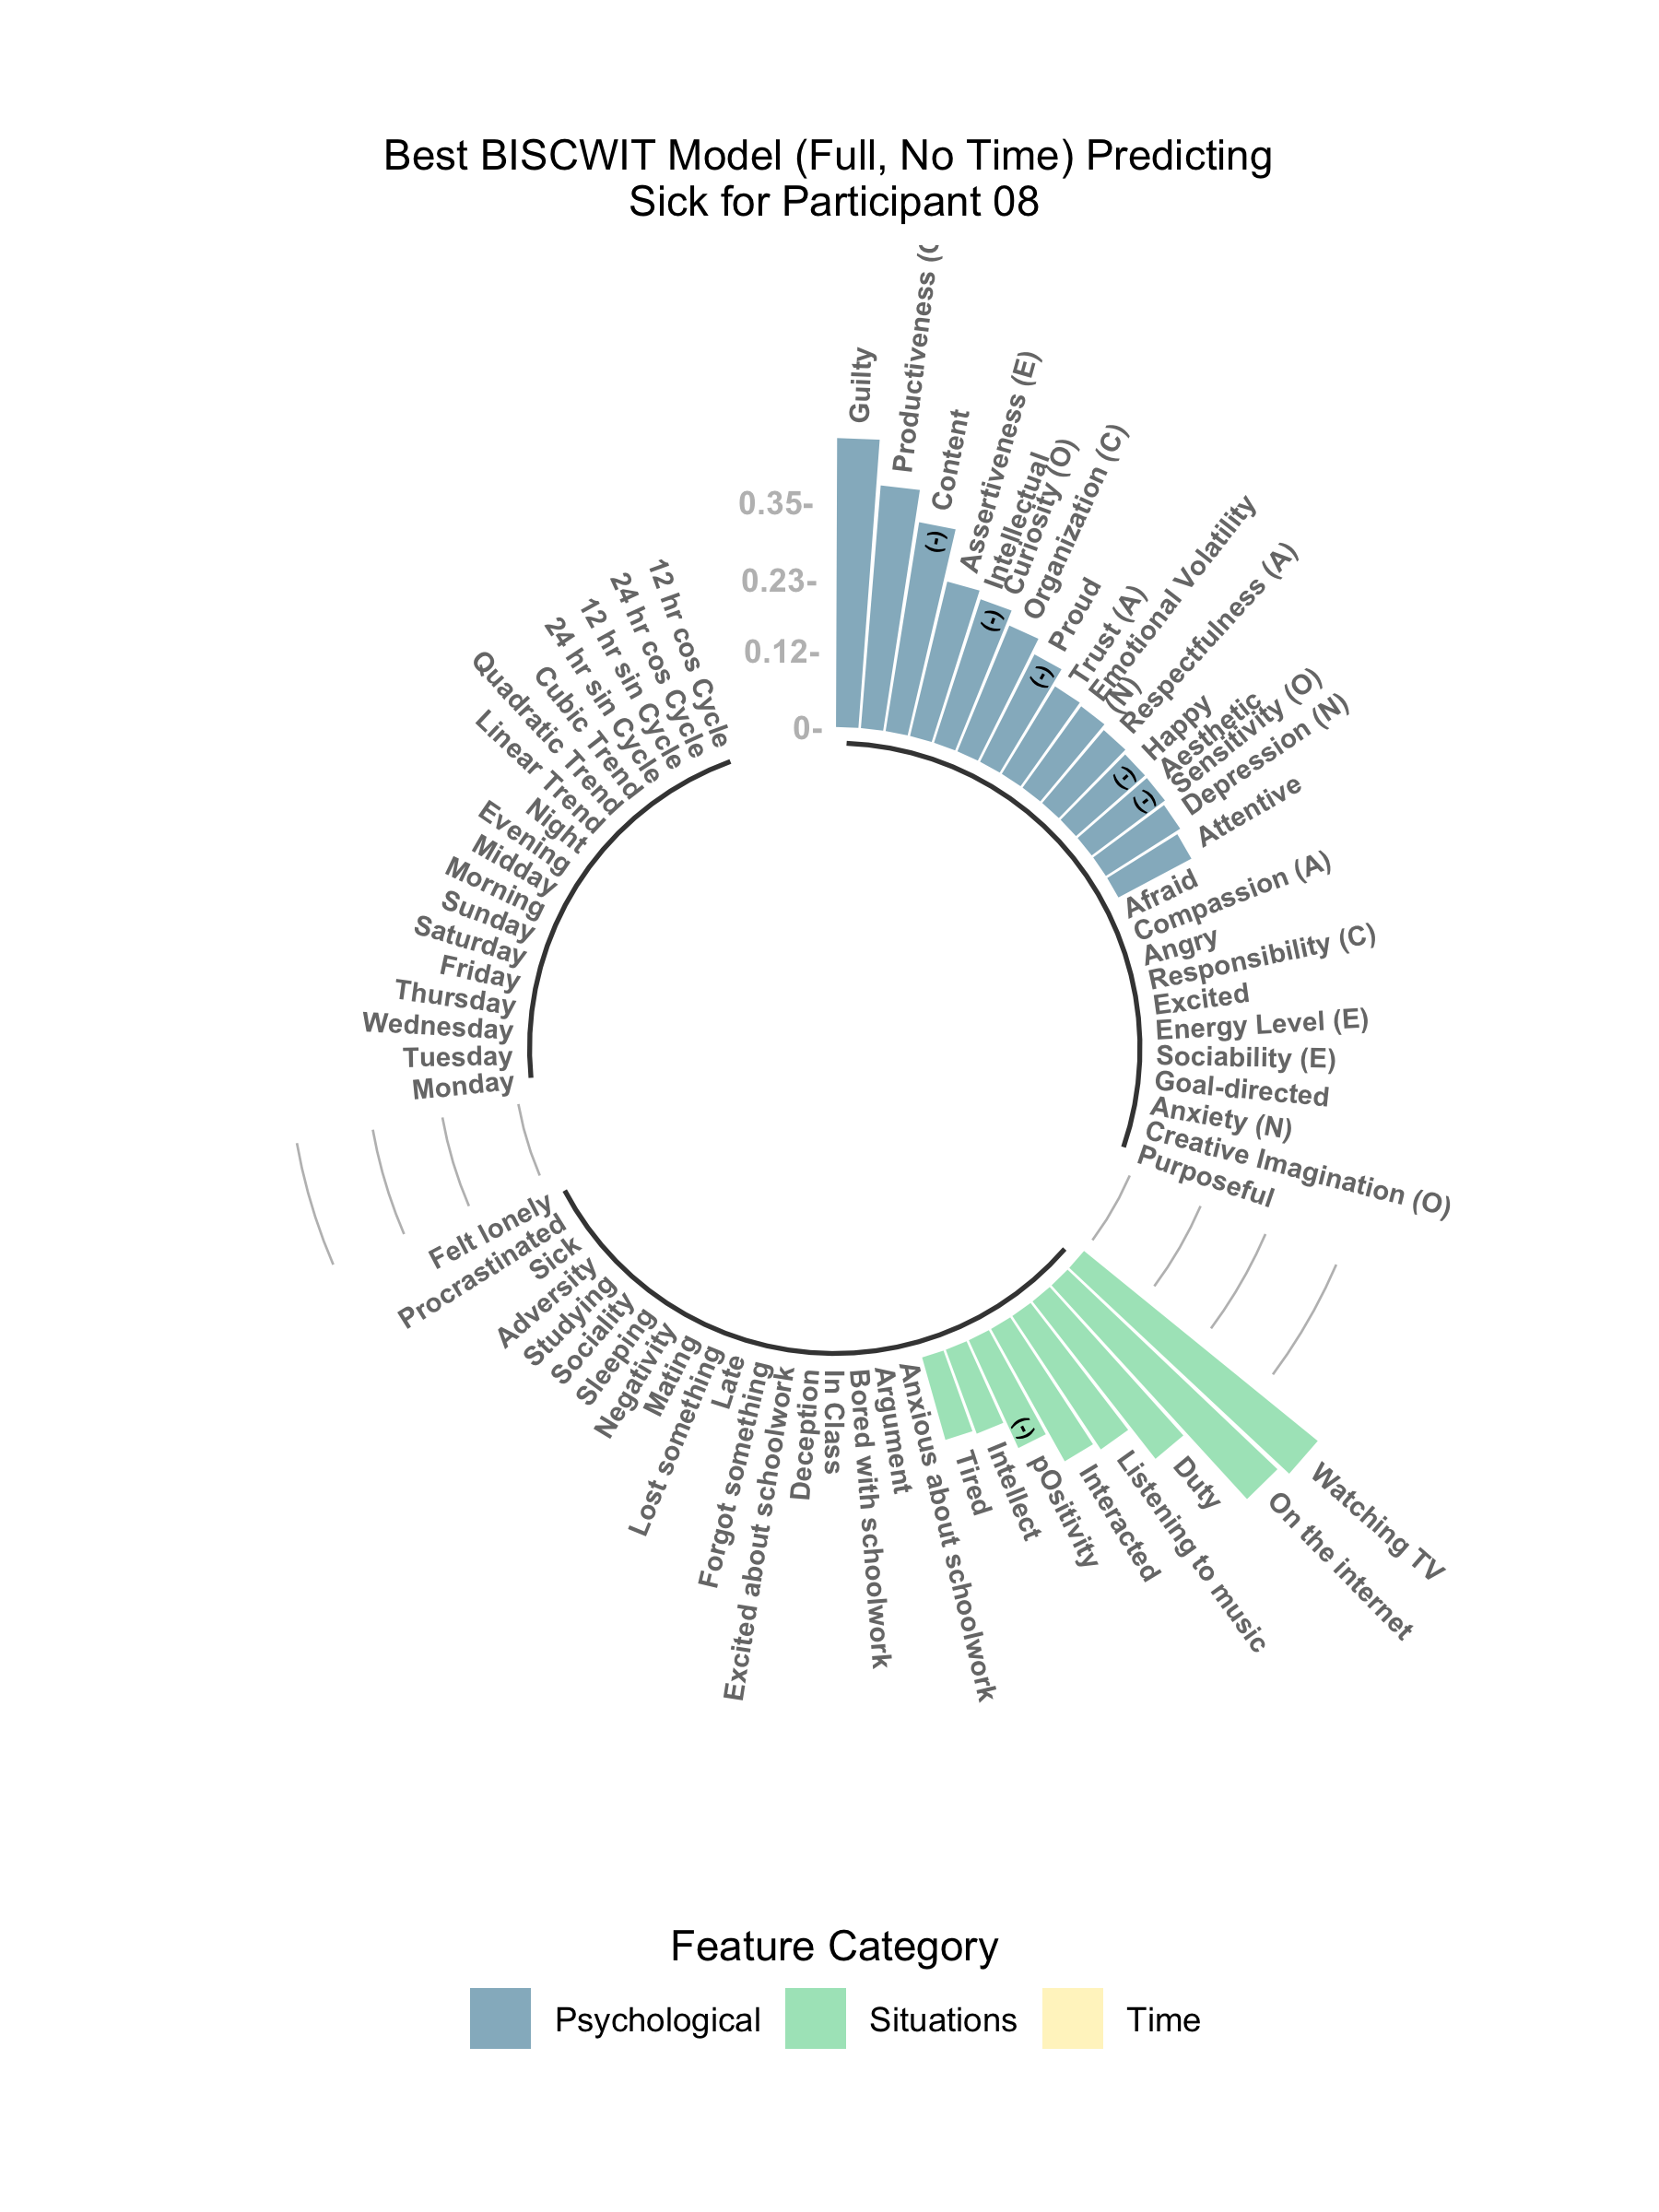 Best BISCWIT Model (Full, No Time) Predicting
Sick for Participant 08
0.35-
0.23-
0.12-
0-
Guilty
Productiveness
Content
(-)
Assertiveness (E)
Intellectual
Curiosity (O)
(-)
Organization (C)
Proud
(-)
Trust (A)
Emotional Volatility
(N)
Respectfulness (A)
Happy
(-)
Aesthetic
Sensitivity (O)
(-)
Depression (N)
Attentive
Afraid
Compassion (A)
Angry
Responsibility (C)
Excited
Energy Level (E)
Sociability (E)
Goal-directed
Anxiety (N)
Creative Imagination (O)
Purposeful
Watching TV
On the internet
Duty
Listening to music
Interacted
pOsitivity
(-)
Intellect
Tired
Anxious about schoolwork
Argument
Bored with schoolwork
In Class
Deception
Excited about schoolwork
Forgot something
Late
Lost something
Mating
Negativity
Sleeping
Sociality
Studying
Adversity
Sick
Procrastinated
Felt lonely
Monday
Tuesday
Wednesday
Thursday
Friday
Saturday
Sunday
Morning
Midday
Evening
Night
Linear Trend
Quadratic Trend
Cubic Trend
24 hr sin Cycle
12 hr sin Cycle
24 hr cos Cycle
12 hr cos Cycle
Feature Category
Psychological
Situations
Time